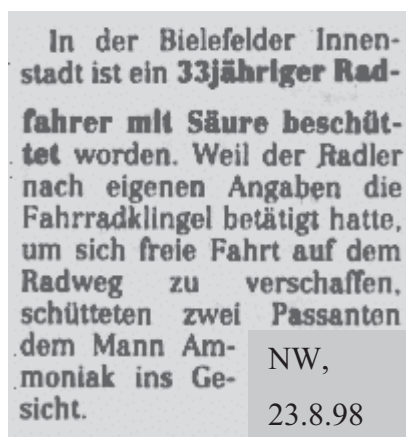 In der Bielefelder Innen-
stadt ist ein 33jähriger Rad-
fahrer mit Säure beschüt-
tet worden. Weil der Radler
nach eigenen Angaben die
Fahrradklingel betätigt hatte,
um sich freie Fahrt auf dem
Radweg zu verschaffen,
schütteten zwei Passanten
dem Mann Am-
moniak ins Ge-
sicht.
NW,
23.8.98